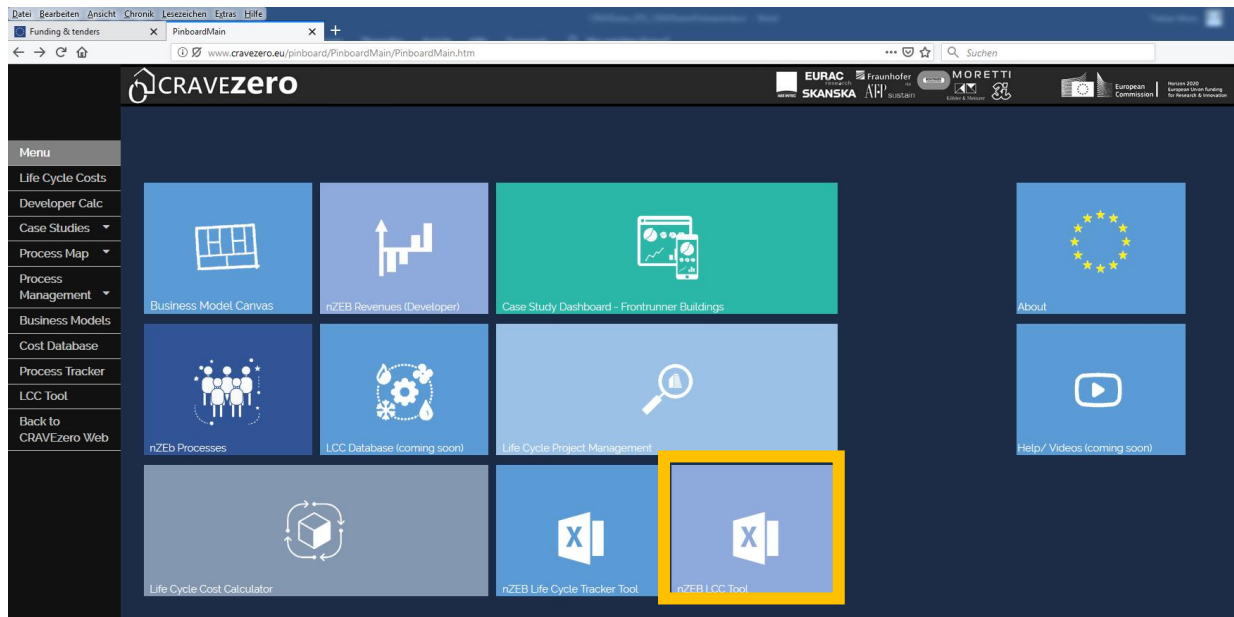 Datei Bearbeiten Ansicht Chronik Lesezeichen Extras Hilfe
Funding & tenders X PinboardMain X +
www.cravezero.eu/pinboard/PinboardMain/PinboardMain.htm
Suchen
CRAVEzero
EURAC research Fraunhofer MORETTI
SKANSKA AEE sustain Köhler & Meinzer
European Commission
Horizon 2020
European Union funding
for Research & Innovation
Menu
Life Cycle Costs
Developer Calc
Case Studies
Process Map
Process
Management
Business Models
Cost Database
Process Tracker
LCC Tool
Back to
CRAVEzero Web
Business Model Canvas
nZEB Revenues (Developer)
Case Study Dashboard - Frontrunner Buildings
About
nZEb Processes
LCC Database (coming soon)
Life Cycle Project Management
Help/ Videos (coming soon)
Life Cycle Cost Calculator
X
nZEB Life Cycle Tracker Tool
X
nZEB LCC Tool